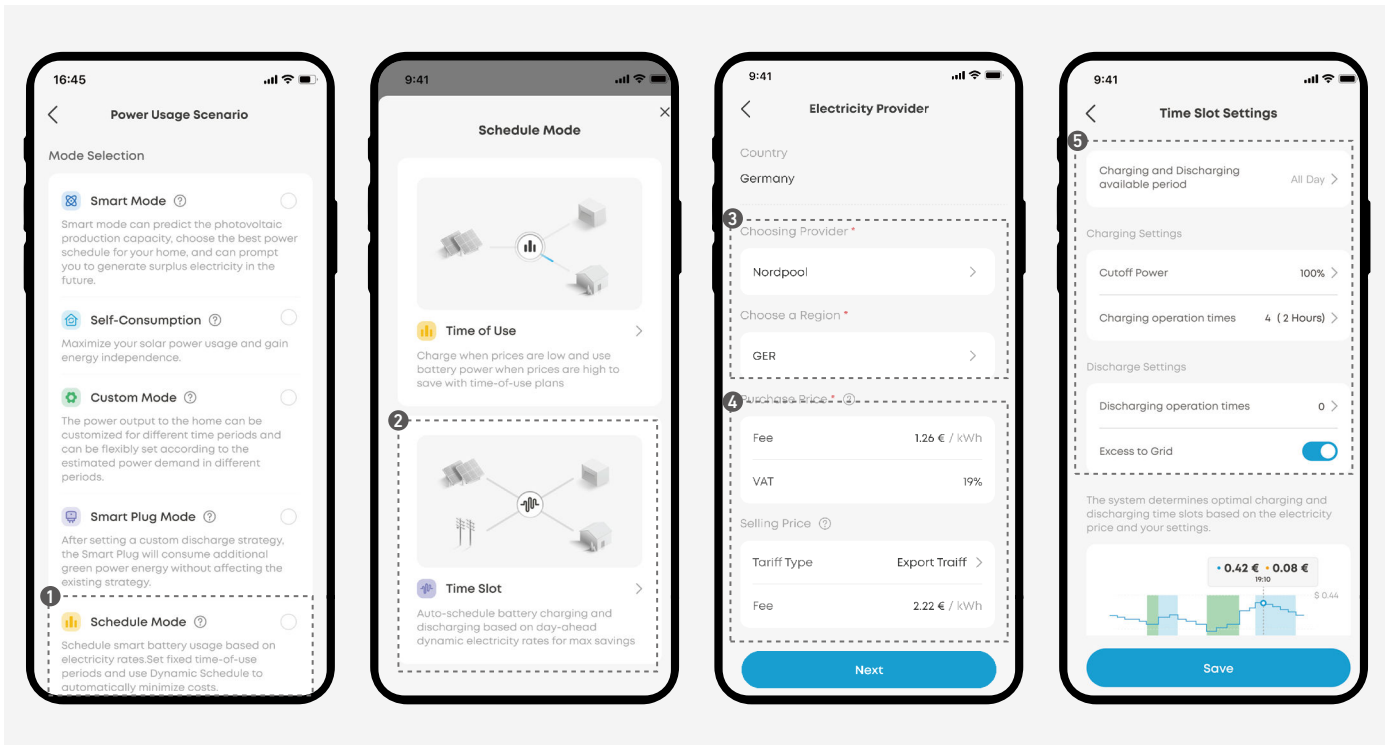 16:45
Power Usage Scenario
Mode Selection
Smart Mode ?
Smart mode can predict the photovoltaic
production capacity, choose the best power
schedule for your home, and can prompt
you to generate surplus electricity in the
future.
Self-Consumption ?
Maximize your solar power usage and gain
energy independence.
Custom Mode ?
The power output to the home can be
customized for different time periods and
can be flexibly set according to the
estimated power demand in different
periods.
Smart Plug Mode ?
After setting a custom discharge strategy,
the Smart Plug will consume additional
green power energy without affecting the
existing strategy.
1
Schedule Mode ?
Schedule smart battery usage based on
electricity rates.Set fixed time-of-use
periods and use Dynamic Schedule to
automatically minimize costs.
9:41
Schedule Mode
Time of Use
Charge when prices are low and use
battery power when prices are high to
save with time-of-use plans
2
Time Slot
Auto-schedule battery charging and
discharging based on day-ahead
dynamic electricity rates for max savings
9:41
Electricity Provider
Country
Germany
3
Choosing Provider *
Nordpool
Choose a Region *
GER
4
Purchase Price * ?
Fee 1.26 € / kWh
VAT 19%
Selling Price ?
Tariff Type Export Traiff
Fee 2.22 € / kWh
Next
9:41
Time Slot Settings
5
Charging and Discharging
available period All Day
Charging Settings
Cutoff Power 100%
Charging operation times 4 ( 2 Hours)
Discharge Settings
Discharging operation times 0
Excess to Grid
The system determines optimal charging and
discharging time slots based on the electricity
price and your settings.
0.42 € 0.08 €
19:10
$ 0.44
Save